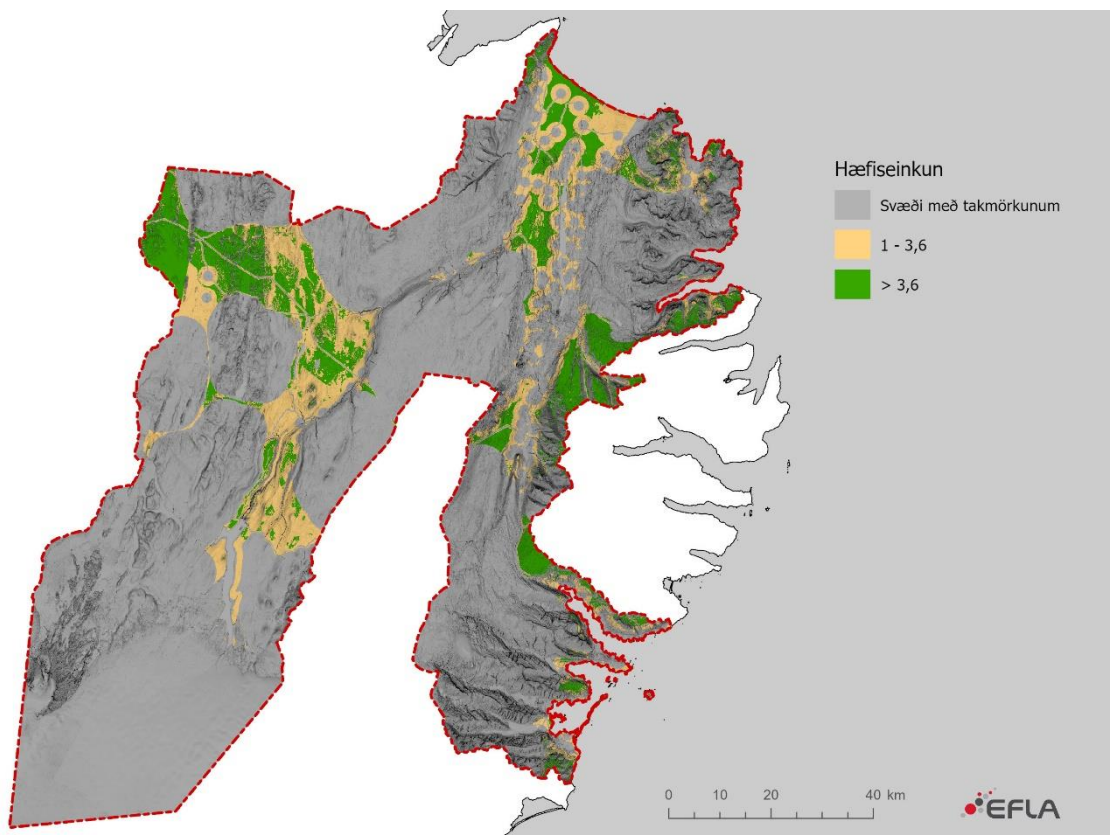 Hæfiseinkun
Svæði með takmörkunum
1 - 3,6
> 3,6
0 10 20 40 km
EFLA